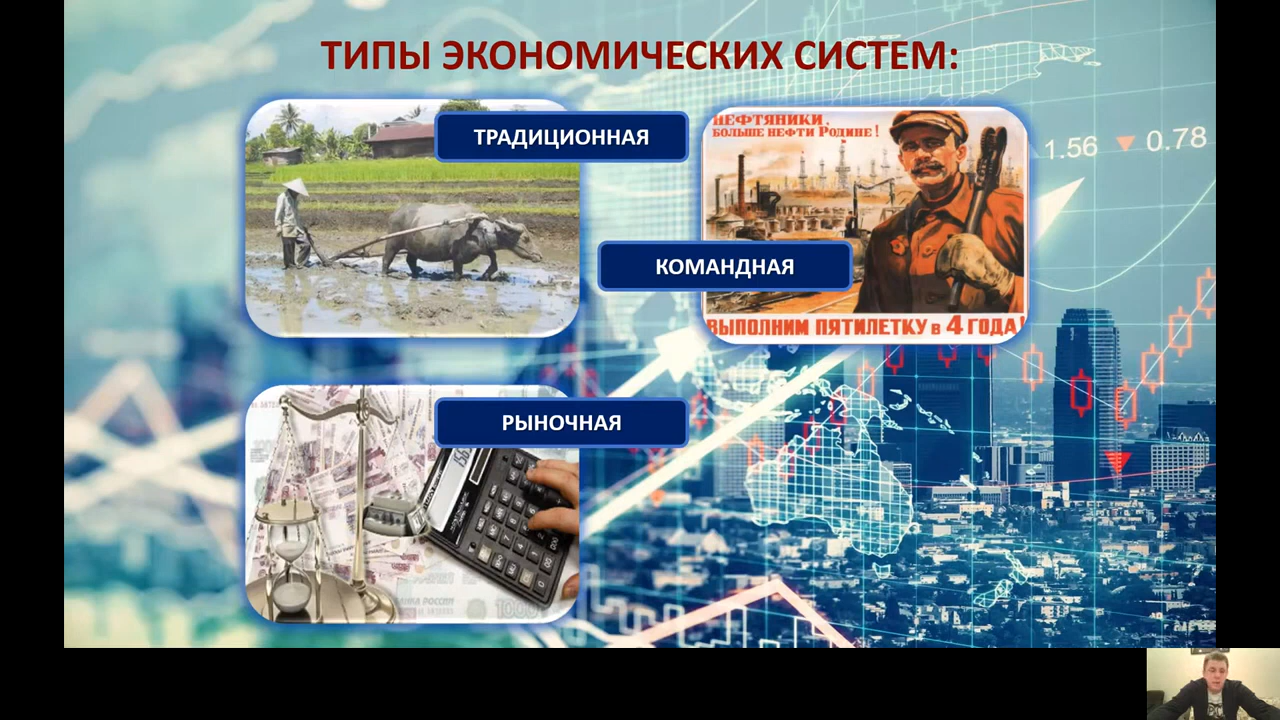 ТИПЫ ЭКОНОМИЧЕСКИХ СИСТЕМ:
ТРАДИЦИОННАЯ
НЕФТЯНИКИ.
БОЛЬШЕ НЕФТИ РОДИНЕ!
1.56 ▼ 0.78
КОМАНДНАЯ
ВЫПОЛНИМ ПЯТИЛЕТКУ в 4 ГОДА!
РЫНОЧНАЯ